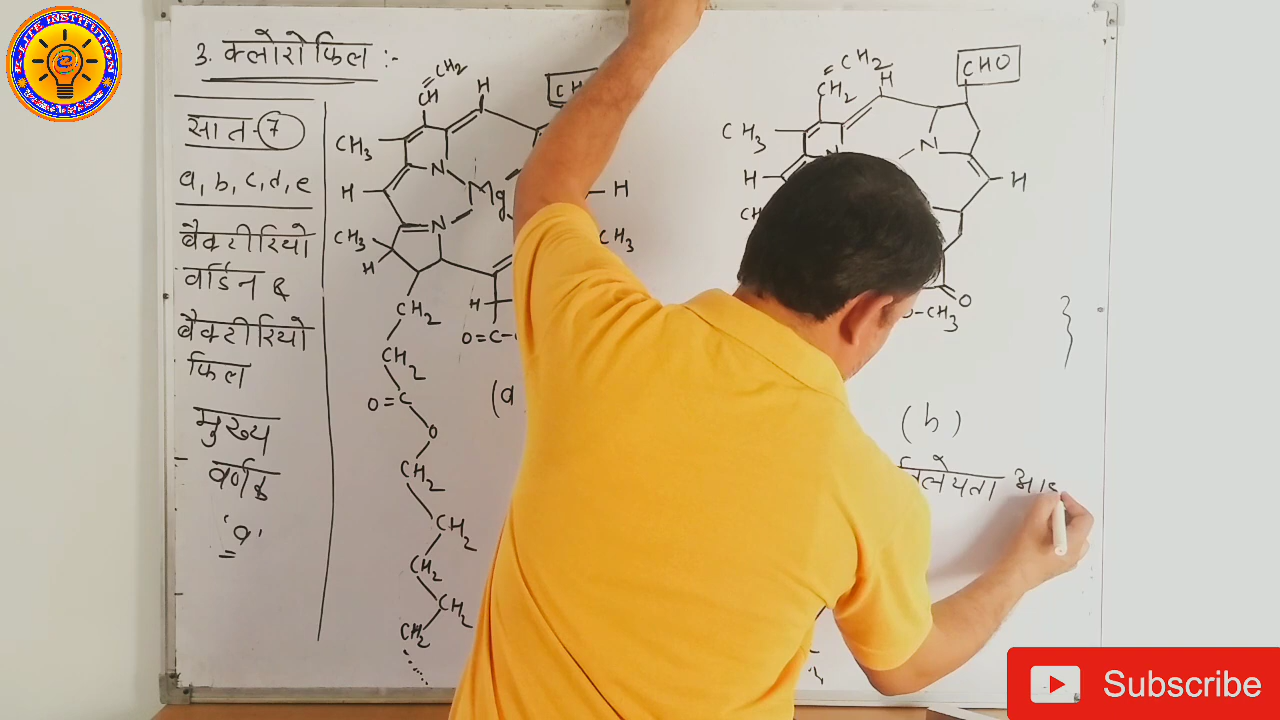 3. क्लोरोफिल :-
सात - 7
a, b, c, d, e
बैक्टीरियो
वर्डिन &
बैक्टीरियो
फिल
मुख्य
वर्णक
'a'
CH=CH2
H
CH3
N
Mg
H
H
N
CH3
CH3
H
H
CH2
O=C-
CH2
O=C
(a
O
CH2
CH2
CH2
CH2
CH2
CH2=CH2
H
CHO
CH3
N
H
H
O
O-CH3
(b)
Subscribe